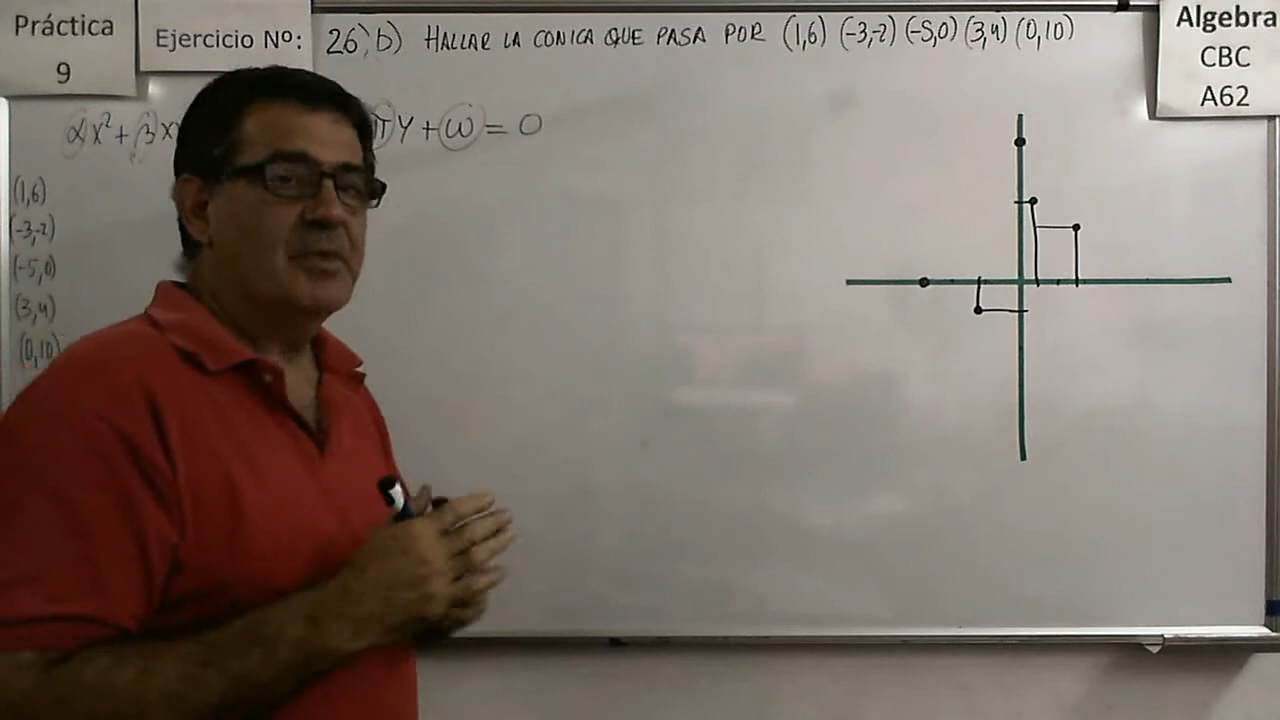 Práctica
9
Ejercicio Nº:
26) b) HALLAR LA CONICA QUE PASA POR (1,6) (-3,-2) (-5,0) (3,4) (0,10)
Algebra
CBC
A62
αx²+βx
πy+ω=0
(1,6)
(-3,-2)
(-5,0)
(3,4)
(0,10)